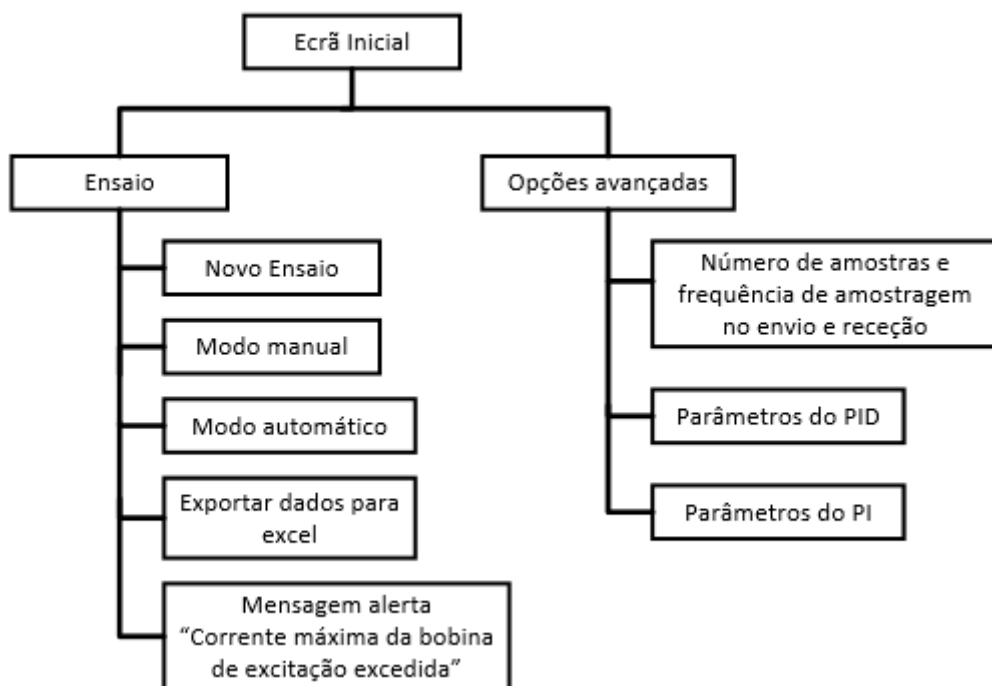 Ecrã Inicial
Ensaio
Opções avançadas
Novo Ensaio
Modo manual
Modo automático
Exportar dados para
excel
Mensagem alerta
“Corrente máxima da bobina
de excitação excedida”
Número de amostras e
frequência de amostragem
no envio e receção
Parâmetros do PID
Parâmetros do PI